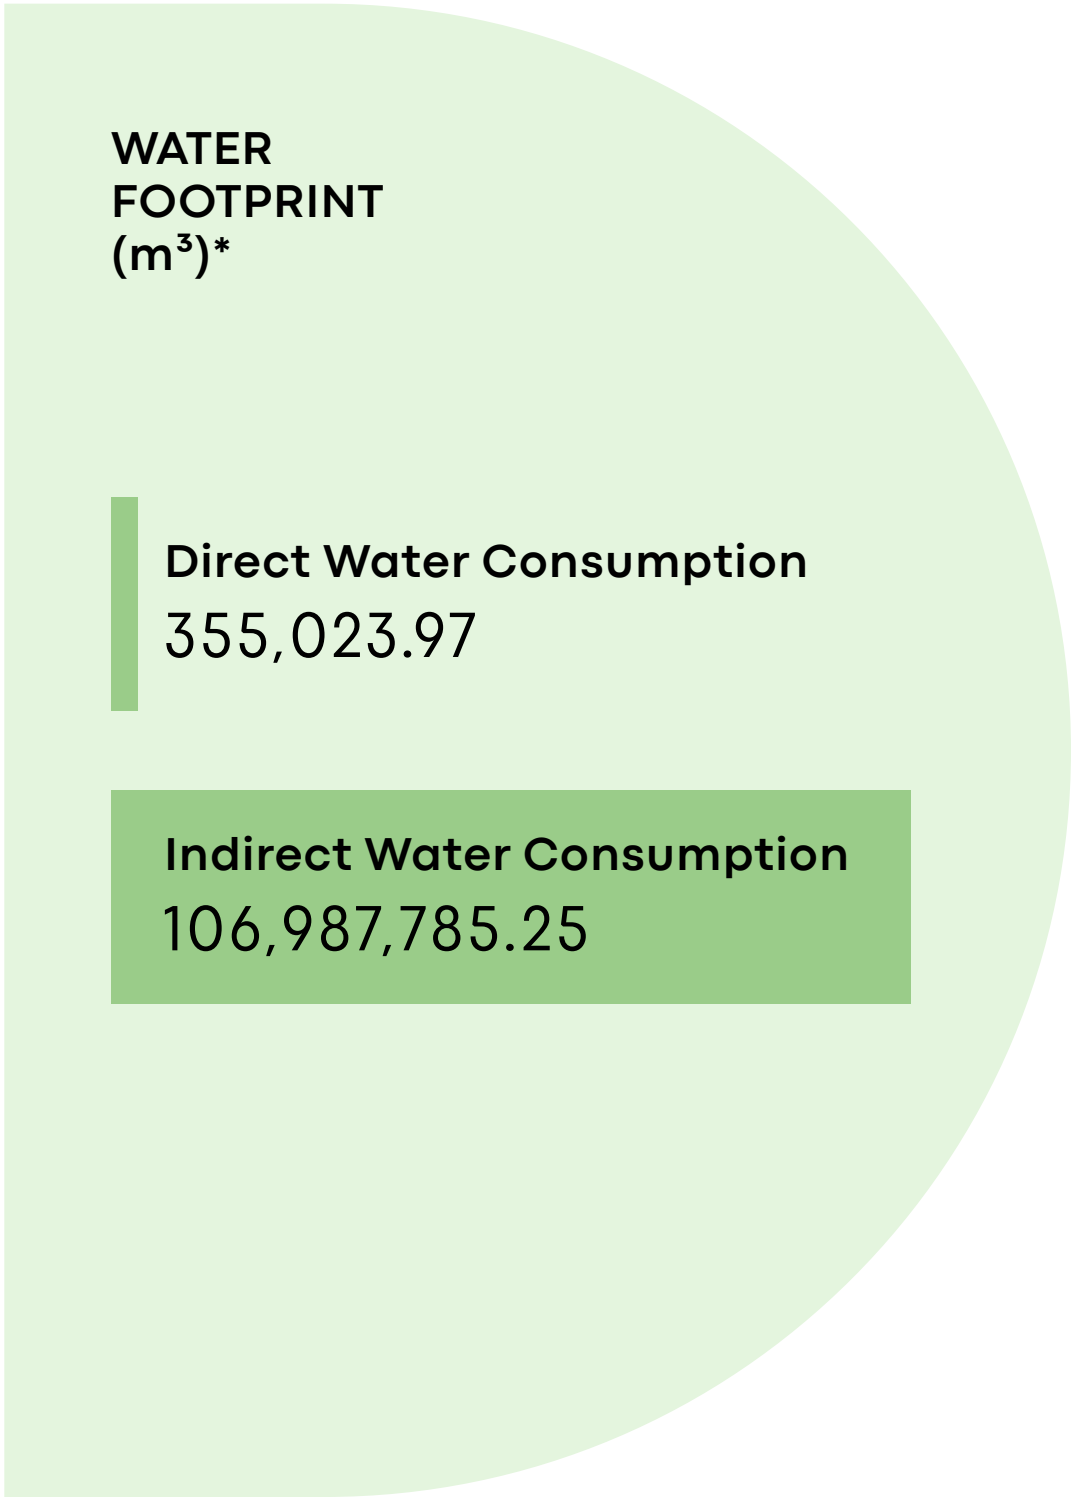 WATER
FOOTPRINT
(m³)*
Direct Water Consumption
355,023.97
Indirect Water Consumption
106,987,785.25